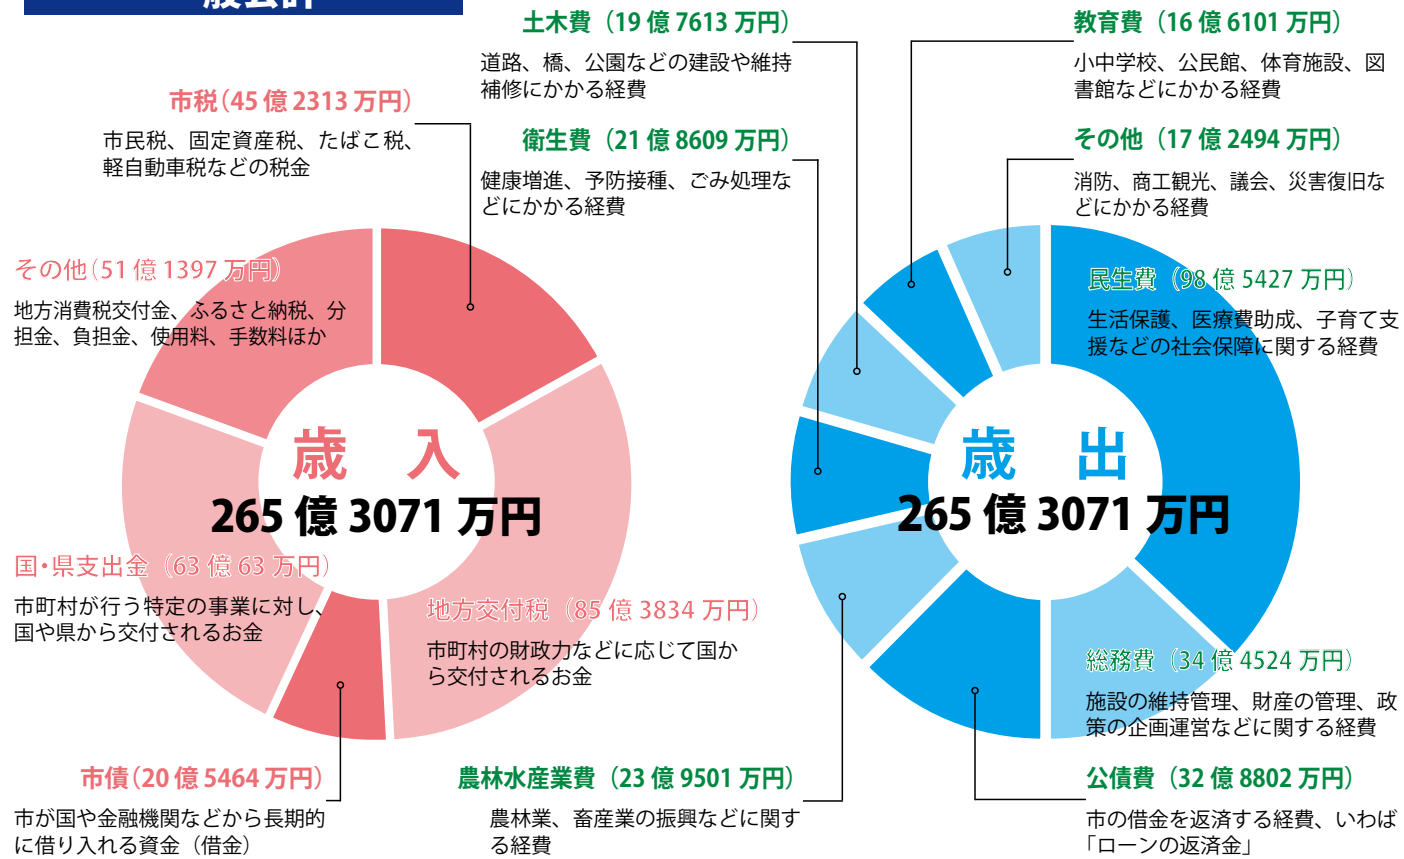 土木費（19 億 7613 万円）
道路、橋、公園などの建設や維持
補修にかかる経費
教育費（16 億 6101 万円）
小中学校、公民館、体育施設、図
書館などにかかる経費
市税（45 億 2313 万円）
市民税、固定資産税、たばこ税、
軽自動車税などの税金
衛生費（21 億 8609 万円）
健康増進、予防接種、ごみ処理な
どにかかる経費
その他（17 億 2494 万円）
消防、商工観光、議会、災害復旧な
どにかかる経費
その他（51 億 1397 万円）
地方消費税交付金、ふるさと納税、分
担金、負担金、使用料、手数料ほか
民生費（98 億 5427 万円）
生活保護、医療費助成、子育て支
援などの社会保障に関する経費
歳 入
265 億 3071 万円
歳 出
265 億 3071 万円
国・県支出金（63 億 63 万円）
市町村が行う特定の事業に対し、
国や県から交付されるお金
地方交付税（85 億 3834 万円）
市町村の財政力などに応じて国か
ら交付されるお金
総務費（34 億 4524 万円）
施設の維持管理、財産の管理、政
策の企画運営などに関する経費
市債（20 億 5464 万円）
市が国や金融機関などから長期的
に借り入れる資金（借金）
農林水産業費（23 億 9501 万円）
農林業、畜産業の振興などに関す
る経費
公債費（32 億 8802 万円）
市の借金を返済する経費、いわば
「ローンの返済金」